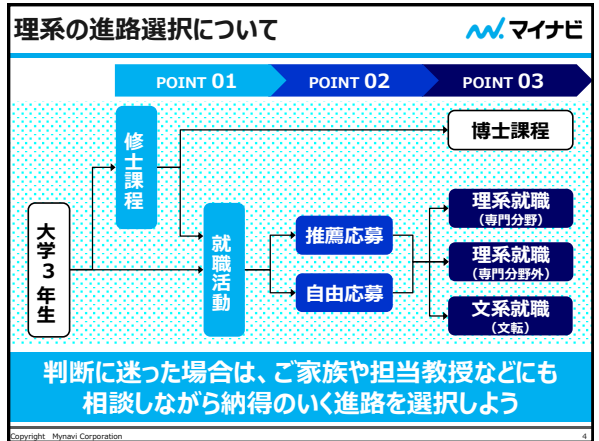 理系の進路選択について
マイナビ
POINT 01
POINT 02
POINT 03
修士課程
博士課程
大学3年生
就職活動
推薦応募
自由応募
理系就職
(専門分野)
理系就職
(専門分野外)
文系就職
(文転)
判断に迷った場合は、ご家族や担当教授などにも
相談しながら納得のいく進路を選択しよう
Copyright Mynavi Corporation
4